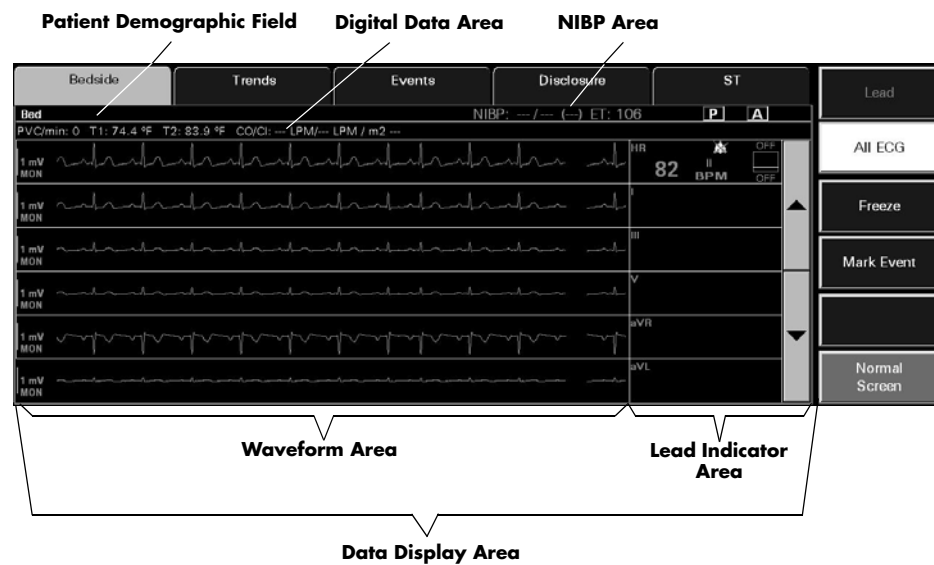 Patient Demographic Field Digital Data Area NIBP Area
Bedside Trends Events Disclosure ST
Lead
Bed NIBP: ---/--- (---) ET: 106 P A
PVC/min: 0 T1: 74.4 °F T2: 83.9 °F CO/CI: --- LPM/--- LPM / m2 ---
All ECG
1 mV
MON
HR
82
II
BPM
OFF
OFF
1 mV
MON
I
Freeze
1 mV
MON
III
Mark Event
1 mV
MON
V
1 mV
MON
aVR
1 mV
MON
aVL
Normal
Screen
Waveform Area
Lead Indicator
Area
Data Display Area